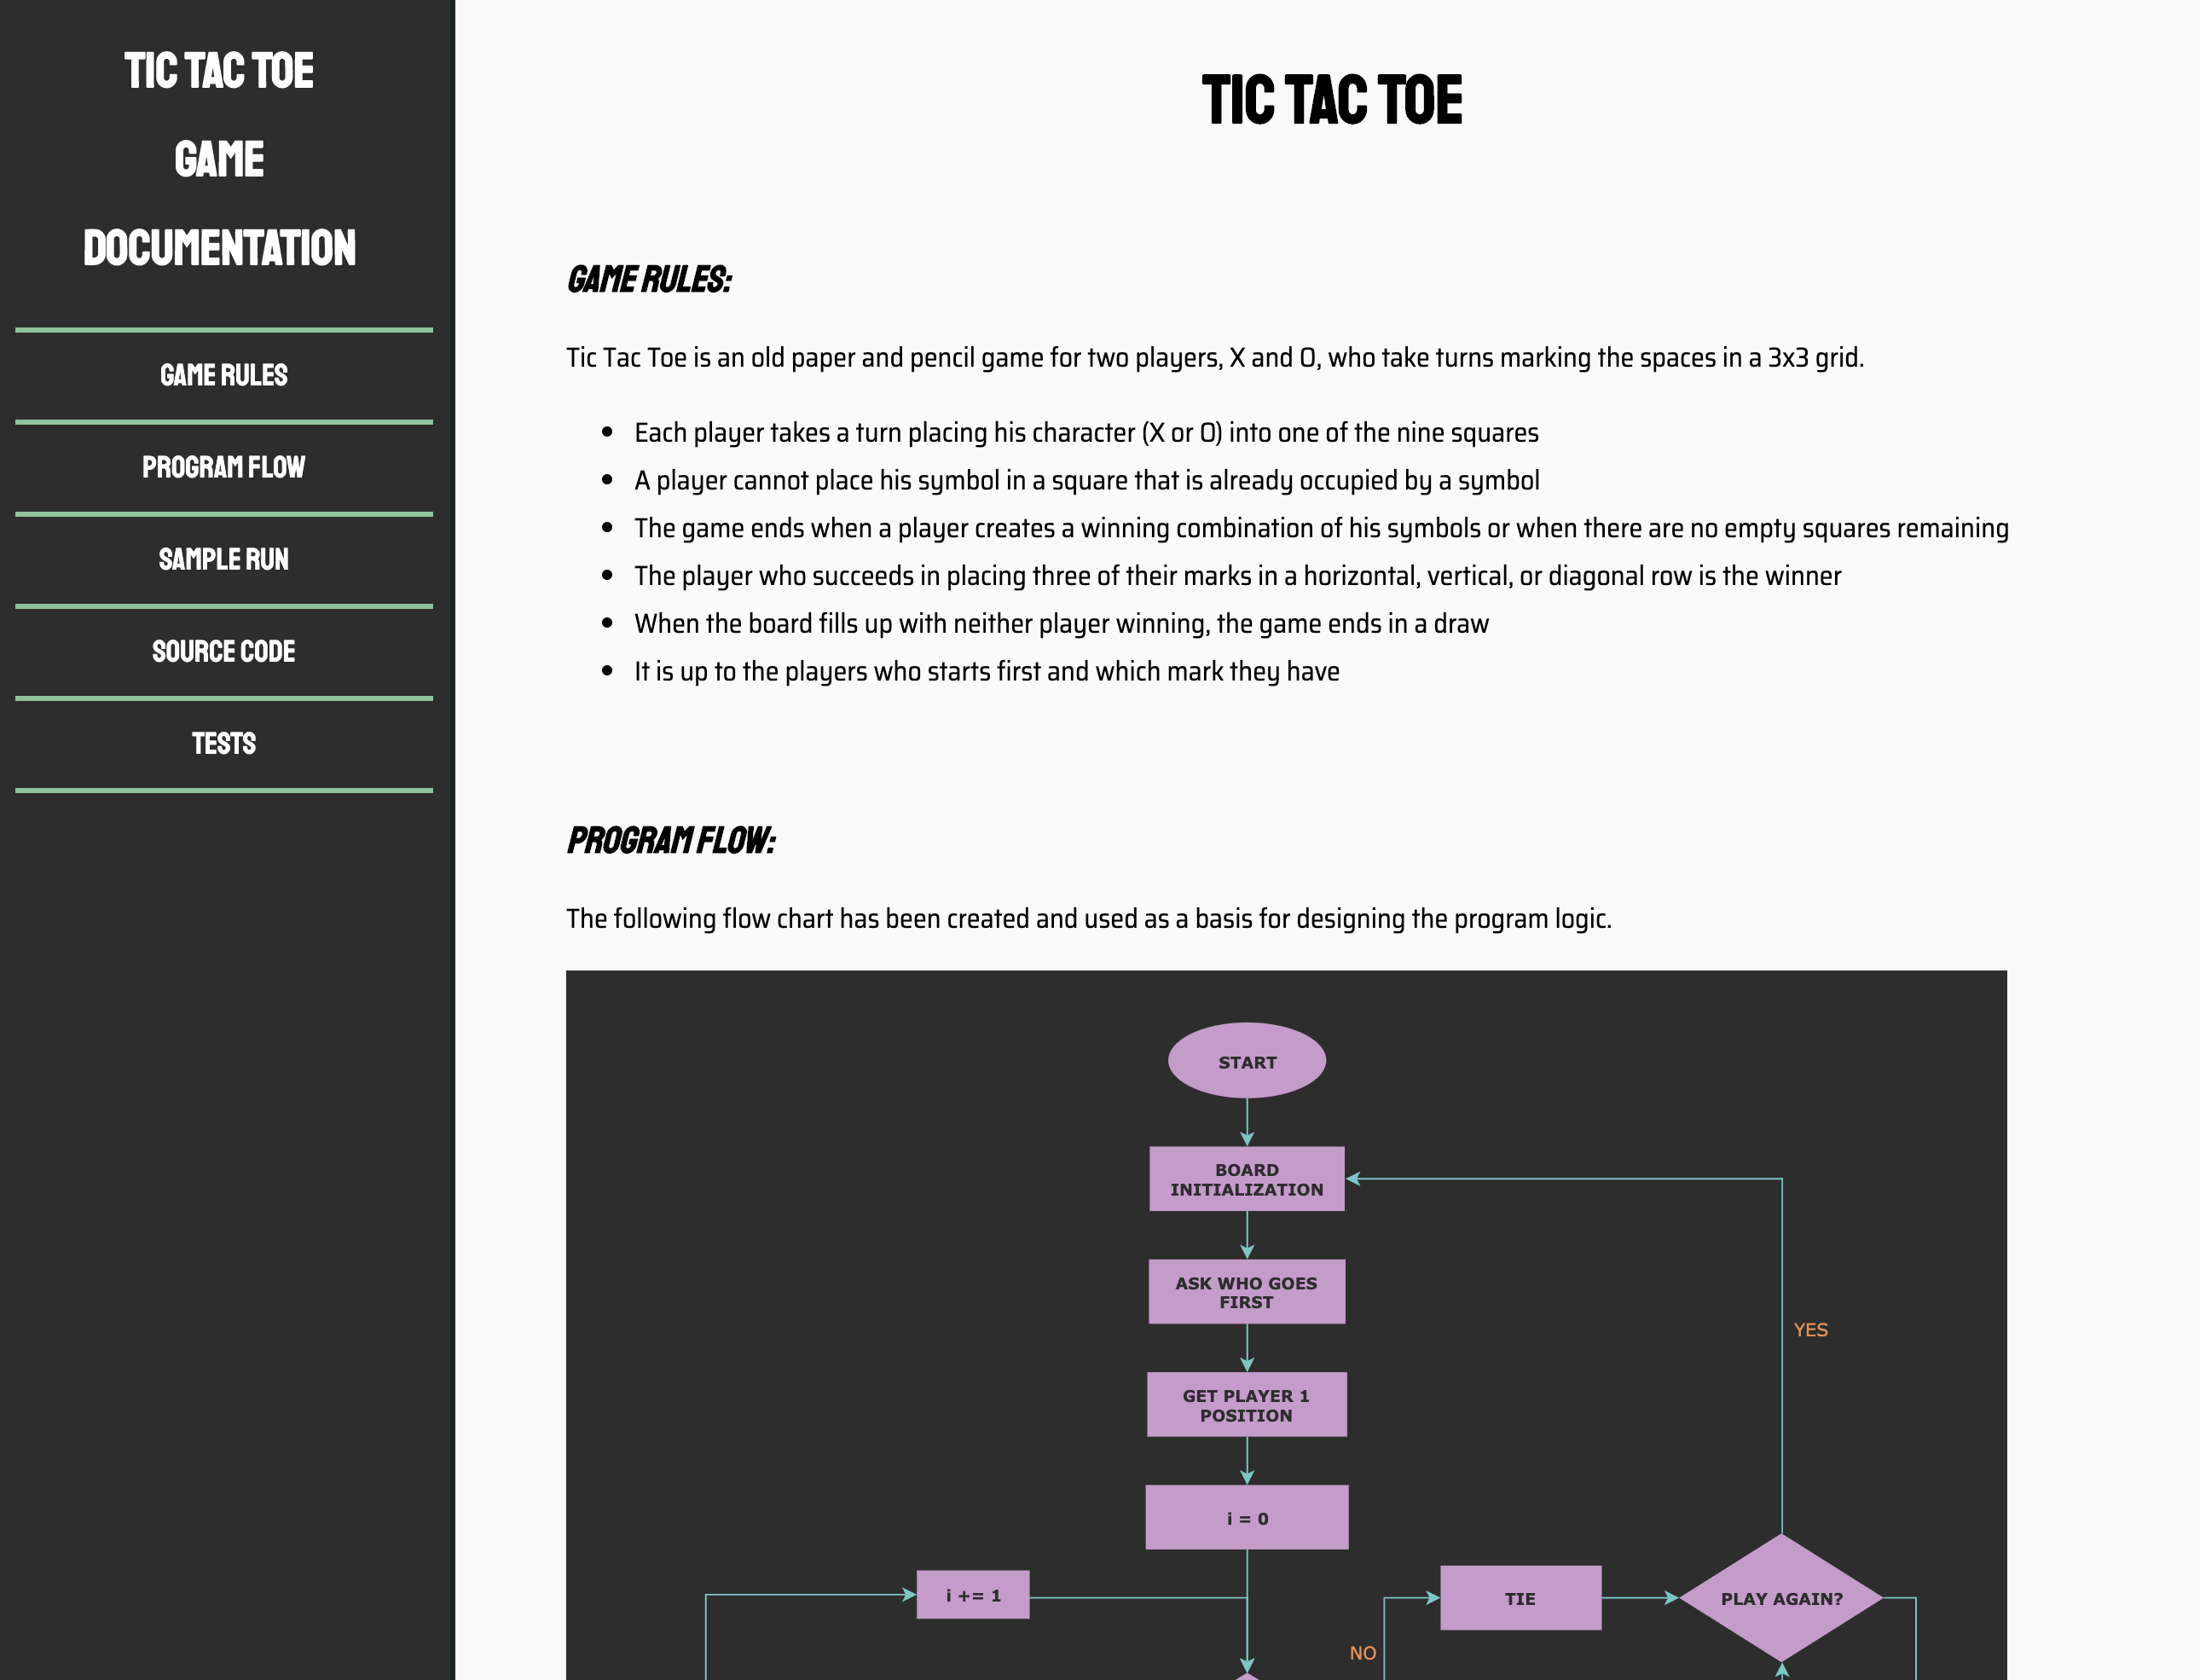 TIC TAC TOE
GAME
DOCUMENTATION
GAME RULES
PROGRAM FLOW
SAMPLE RUN
SOURCE CODE
TESTS
TIC TAC TOE
GAME RULES:
Tic Tac Toe is an old paper and pencil game for two players, X and O, who take turns marking the spaces in a 3x3 grid.
• Each player takes a turn placing his character (X or O) into one of the nine squares
• A player cannot place his symbol in a square that is already occupied by a symbol
• The game ends when a player creates a winning combination of his symbols or when there are no empty squares remaining
• The player who succeeds in placing three of their marks in a horizontal, vertical, or diagonal row is the winner
• When the board fills up with neither player winning, the game ends in a draw
• It is up to the players who starts first and which mark they have
PROGRAM FLOW:
The following flow chart has been created and used as a basis for designing the program logic.
START
BOARD
INITIALIZATION
ASK WHO GOES
FIRST
YES
GET PLAYER 1
POSITION
i = 0
i += 1
TIE
PLAY AGAIN?
NO